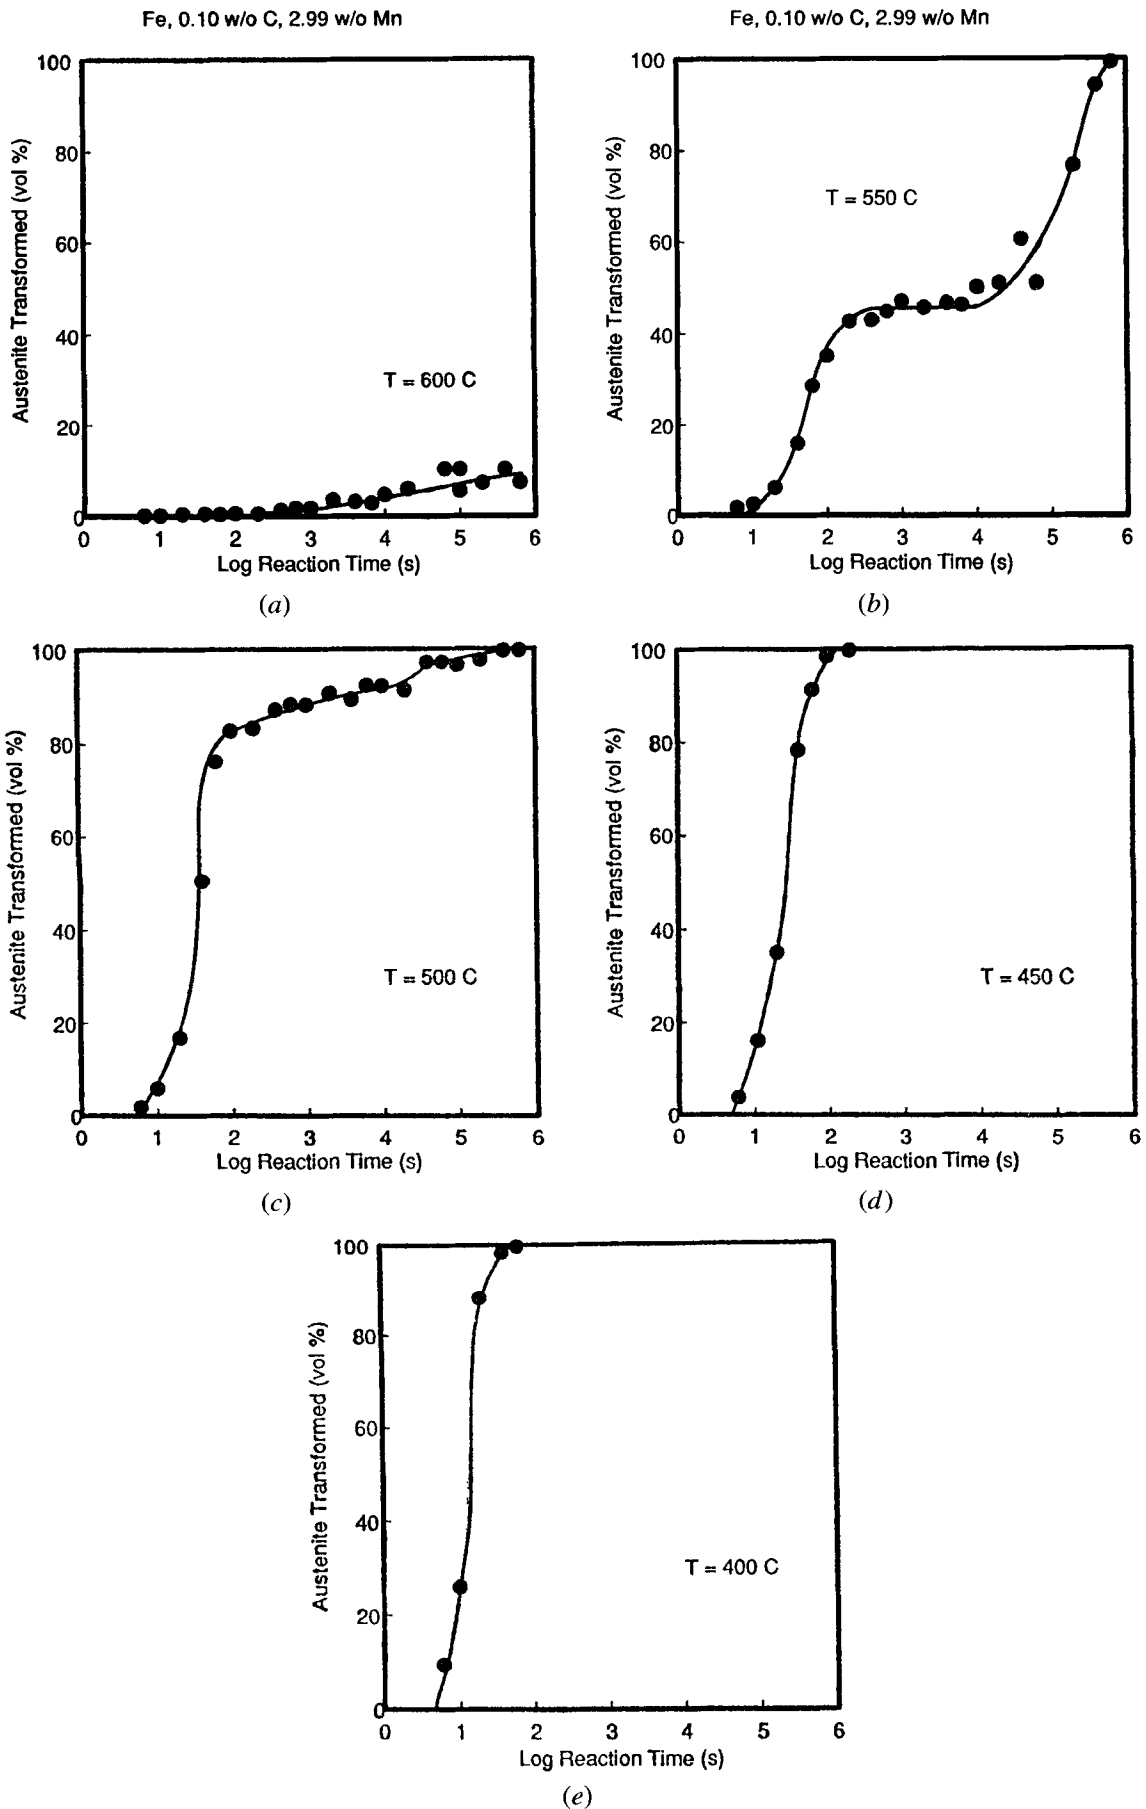 Fe, 0.10 w/o C, 2.99 w/o Mn
100
80
60
40
20
0
Austenite Transformed (vol %)
T = 600 C
0 1 2 3 4 5 6
Log Reaction Time (s)
(a)
Fe, 0.10 w/o C, 2.99 w/o Mn
100
80
60
40
20
0
Austenite Transformed (vol %)
T = 550 C
0 1 2 3 4 5 6
Log Reaction Time (s)
(b)
100
80
60
40
20
0
Austenite Transformed (vol %)
T = 500 C
0 1 2 3 4 5 6
Log Reaction Time (s)
(c)
100
80
60
40
20
0
Austenite Transformed (vol %)
T = 450 C
0 1 2 3 4 5 6
Log Reaction Time (s)
(d)
100
80
60
40
20
0
Austenite Transformed (vol %)
T = 400 C
0 1 2 3 4 5 6
Log Reaction Time (s)
(e)